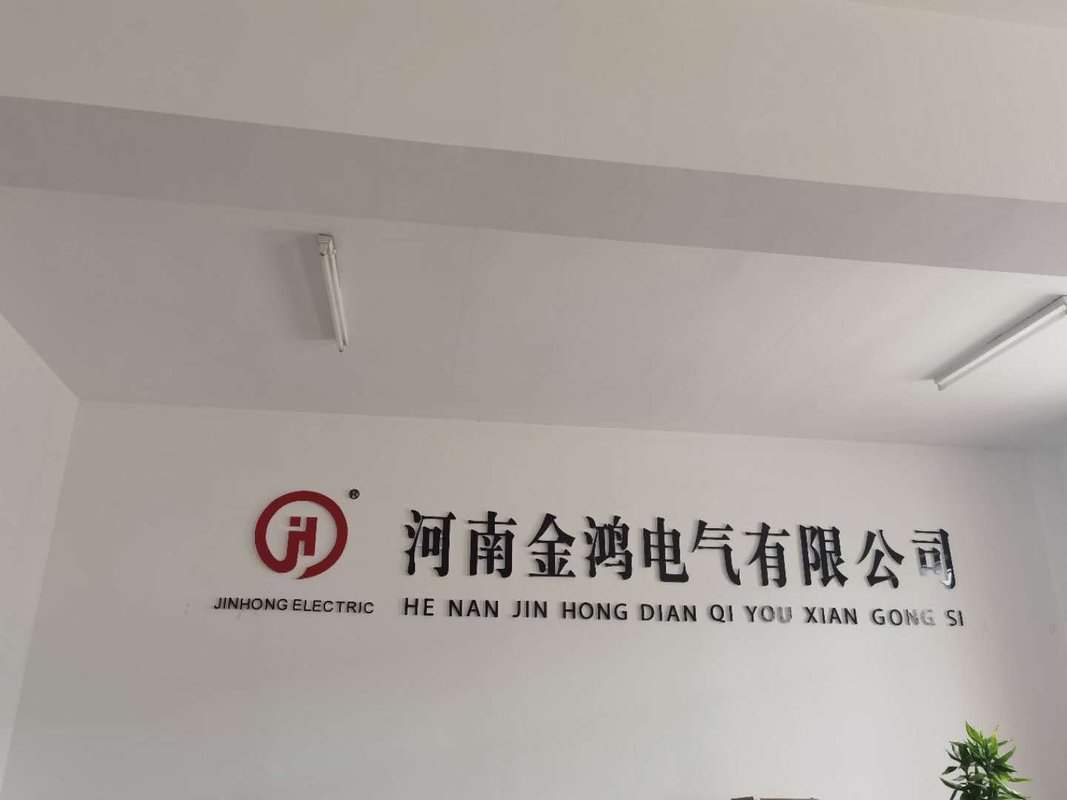 JH ®
河南金鸿电气有限公司
JINHONG ELECTRIC
HE NAN JIN HONG DIAN QI YOU XIAN GONG SI